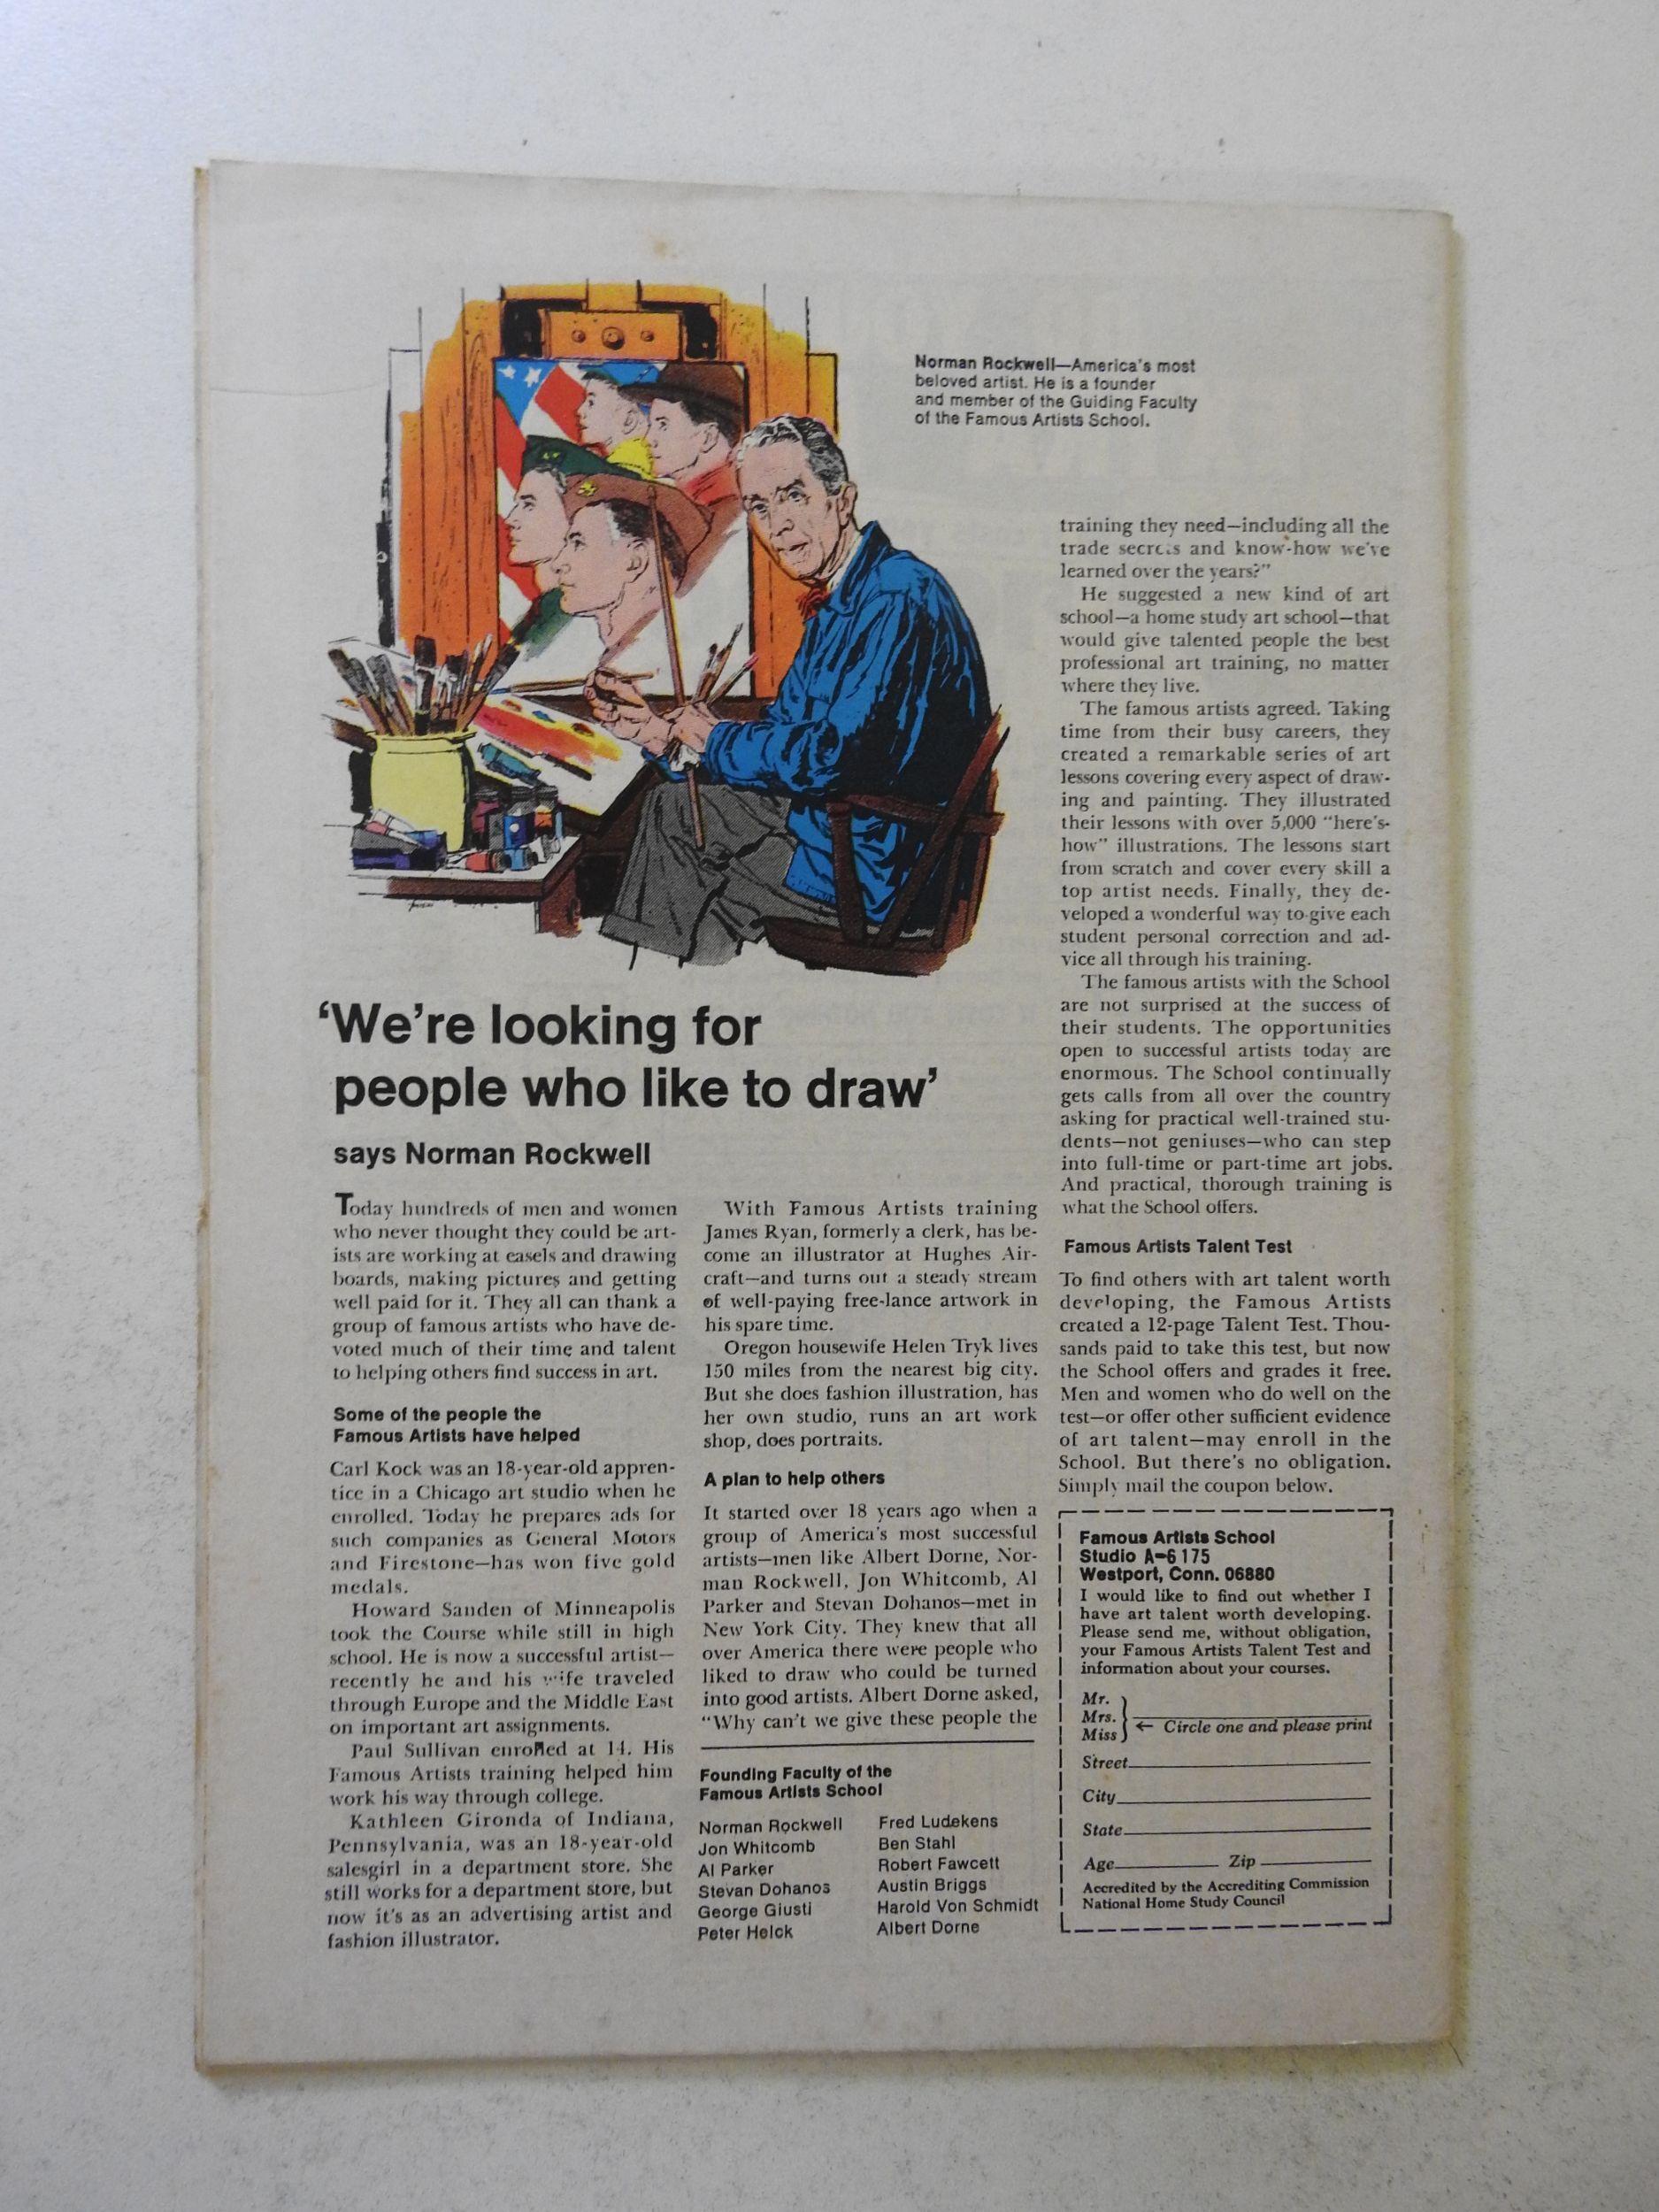 Norman Rockwell—America's most
beloved artist. He is a founder
and member of the Guiding Faculty
of the Famous Artists School.
'We're looking for
people who like to draw'
says Norman Rockwell
Today hundreds of men and women
who never thought they could be art-
ists are working at easels and drawing
boards, making pictures and getting
well paid for it. They all can thank a
group of famous artists who have de-
voted much of their time and talent
to helping others find success in art.
Some of the people the
Famous Artists have helped
Carl Kock was an 18-year-old appren-
tice in a Chicago art studio when he
enrolled. Today he prepares ads for
such companies as General Motors
and Firestone—has won five gold
medals.
Howard Sanden of Minneapolis
took the Course while still in high
school. He is now a successful artist—
recently he and his wife traveled
through Europe and the Middle East
on important art assignments.
Paul Sullivan enrolled at 14. His
Famous Artists training helped him
work his way through college.
Kathleen Gironda of Indiana,
Pennsylvania, was an 18-year-old
salesgirl in a department store. She
still works for a department store, but
now it's as an advertising artist and
fashion illustrator.
With Famous Artists training
James Ryan, formerly a clerk, has be-
come an illustrator at Hughes Air-
craft—and turns out a steady stream
of well-paying free-lance artwork in
his spare time.
Oregon housewife Helen Tryk lives
150 miles from the nearest big city.
But she does fashion illustration, has
her own studio, runs an art work
shop, does portraits.
A plan to help others
It started over 18 years ago when a
group of America's most successful
artists—men like Albert Dorne, Nor-
man Rockwell, Jon Whitcomb, Al
Parker and Stevan Dohanos—met in
New York City. They knew that all
over America there were people who
liked to draw who could be turned
into good artists. Albert Dorne asked,
"Why can't we give these people the
Founding Faculty of the
Famous Artists School
Norman Rockwell
Jon Whitcomb
Al Parker
Stevan Dohanos
George Giusti
Peter Helck
Fred Ludekens
Ben Stahl
Robert Fawcett
Austin Briggs
Harold Von Schmidt
Albert Dorne
training they need—including all the
trade secrets and know-how we've
learned over the years?"
He suggested a new kind of art
school—a home study art school—that
would give talented people the best
professional art training, no matter
where they live.
The famous artists agreed. Taking
time from their busy careers, they
created a remarkable series of art
lessons covering every aspect of draw-
ing and painting. They illustrated
their lessons with over 5,000 "here's-
how" illustrations. The lessons start
from scratch and cover every skill a
top artist needs. Finally, they de-
veloped a wonderful way to give each
student personal correction and ad-
vice all through his training.
The famous artists with the School
are not surprised at the success of
their students. The opportunities
open to successful artists today are
enormous. The School continually
gets calls from all over the country
asking for practical well-trained stu-
dents—not geniuses—who can step
into full-time or part-time art jobs.
And practical, thorough training is
what the School offers.
Famous Artists Talent Test
To find others with art talent worth
developing, the Famous Artists
created a 12-page Talent Test. Thou-
sands paid to take this test, but now
the School offers and grades it free.
Men and women who do well on the
test—or offer other sufficient evidence
of art talent—may enroll in the
School. But there's no obligation.
Simply mail the coupon below.
Famous Artists School
Studio A-6175
Westport, Conn. 06880
I would like to find out whether I
have art talent worth developing.
Please send me, without obligation,
your Famous Artists Talent Test and
information about your courses.
Mr.
Mrs.
Miss
← Circle one and please print
Street
City
State
Age Zip
Accredited by the Accrediting Commission
National Home Study Council